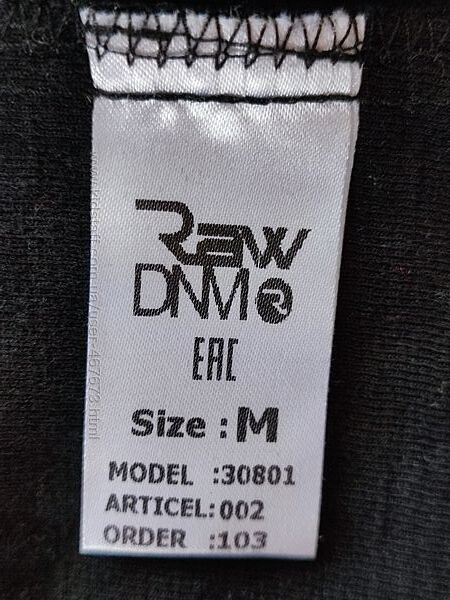 Raw
DNM R
EAC
Size : M
MODEL :30801
ARTICEL: 002
ORDER :103